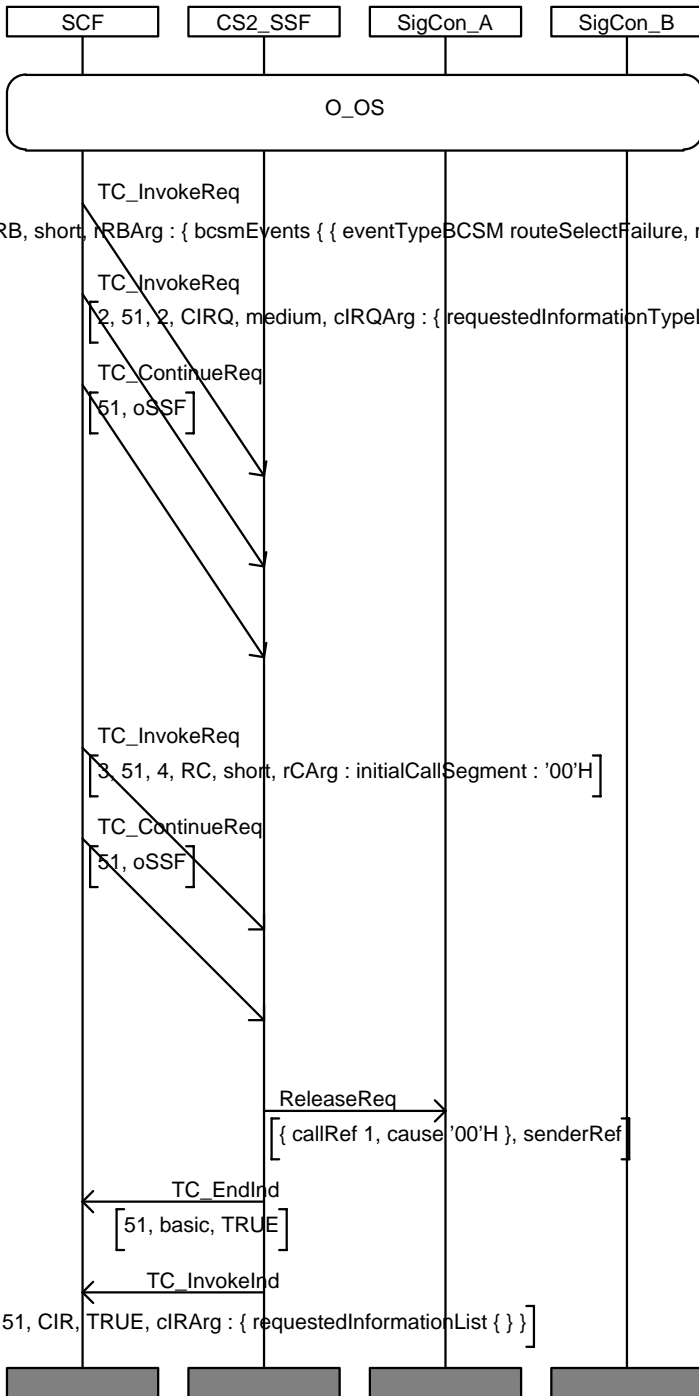 SCF CS2_SSF SigCon_A SigCon_B
O_OS
TC_InvokeReq
RB, short, rRBArg : { bcsmEvents { { eventTypeBCSM routeSelectFailure,
TC_InvokeReq
2, 51, 2, CIRQ, medium, cIRQArg : { requestedInformationType
TC_ContinueReq
51, oSSF
TC_InvokeReq
3, 51, 4, RC, short, rCArg : initialCallSegment : '00'H
TC_ContinueReq
51, oSSF
ReleaseReq
{ callRef 1, cause '00'H }, senderRef
TC_EndInd
51, basic, TRUE
TC_InvokeInd
51, CIR, TRUE, cIRArg : { requestedInformationList { } }